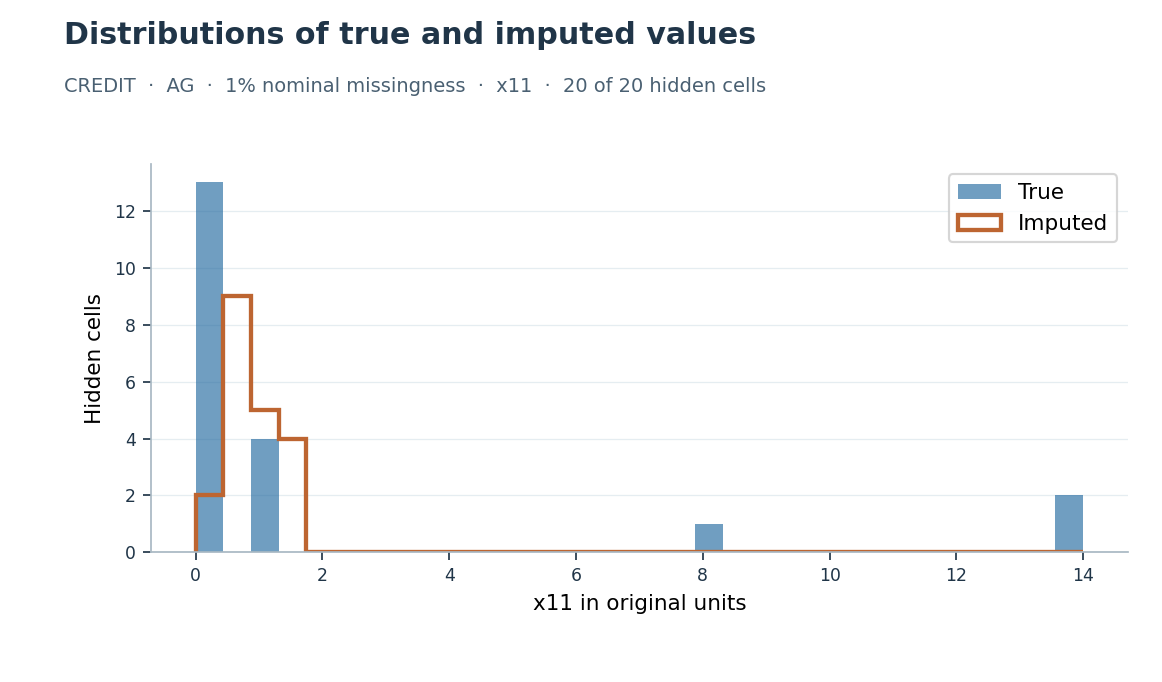 Distributions of true and imputed values
CREDIT · AG · 1% nominal missingness · x11 · 20 of 20 hidden cells
True
Imputed
Hidden cells
12
10
8
6
4
2
0
0 2 4 6 8 10 12 14
x11 in original units